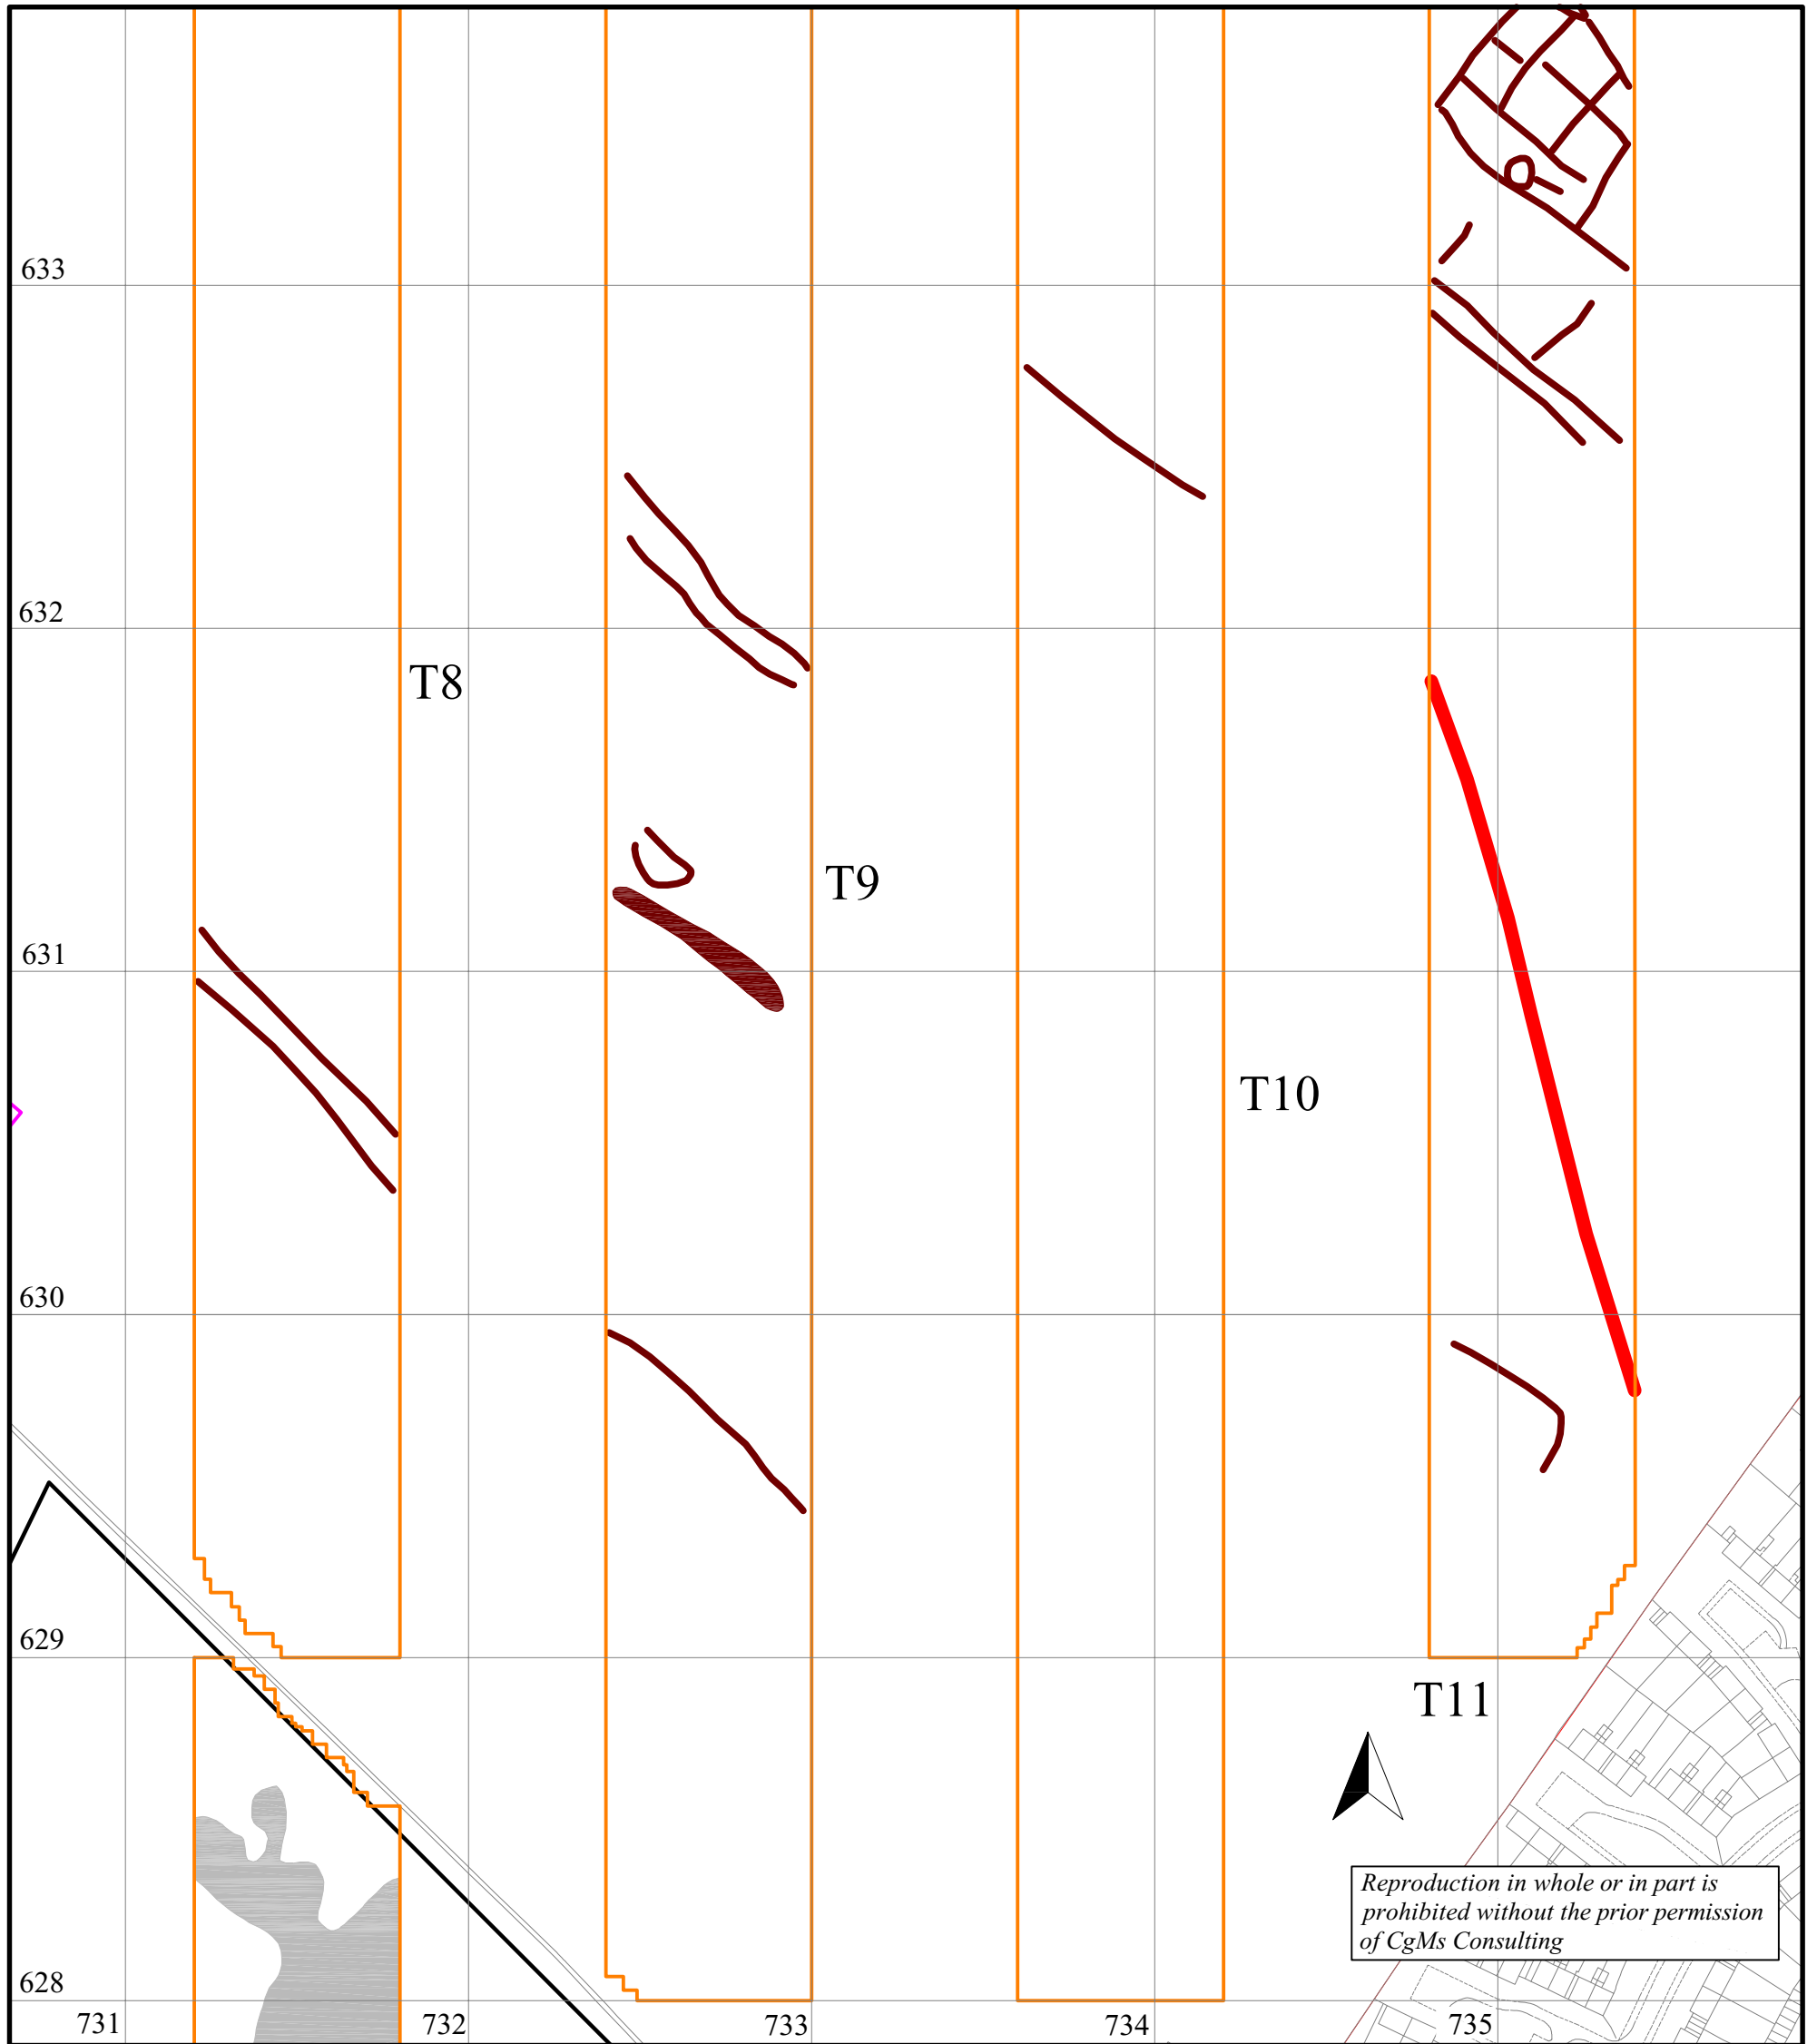 633
632
T8
T9
631
T10
630
629
T11
Reproduction in whole or in part is
prohibited without the prior permission
of CgMs Consulting
628
731
732
733
734
735